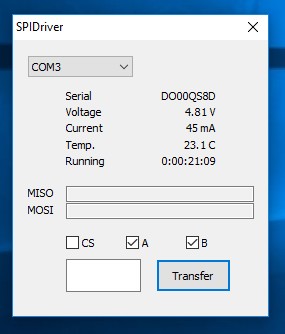 SPIDriver
COM3
Serial DO00QS8D
Voltage 4.81 V
Current 45 mA
Temp. 23.1 C
Running 0:00:21:09
MISO
MOSI
CS A B
Transfer